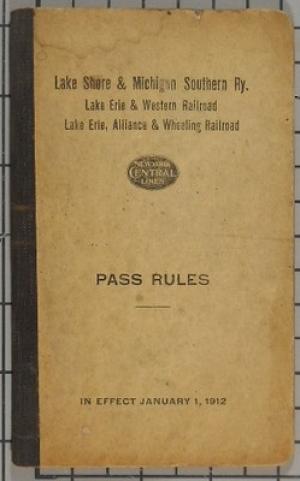 Lake Shore & Michigan Southern Ry.
Lake Erie & Western Railroad
Lake Erie, Alliance & Wheeling Railroad
NEW YORK
CENTRAL
LINES
PASS RULES
IN EFFECT JANUARY 1, 1912